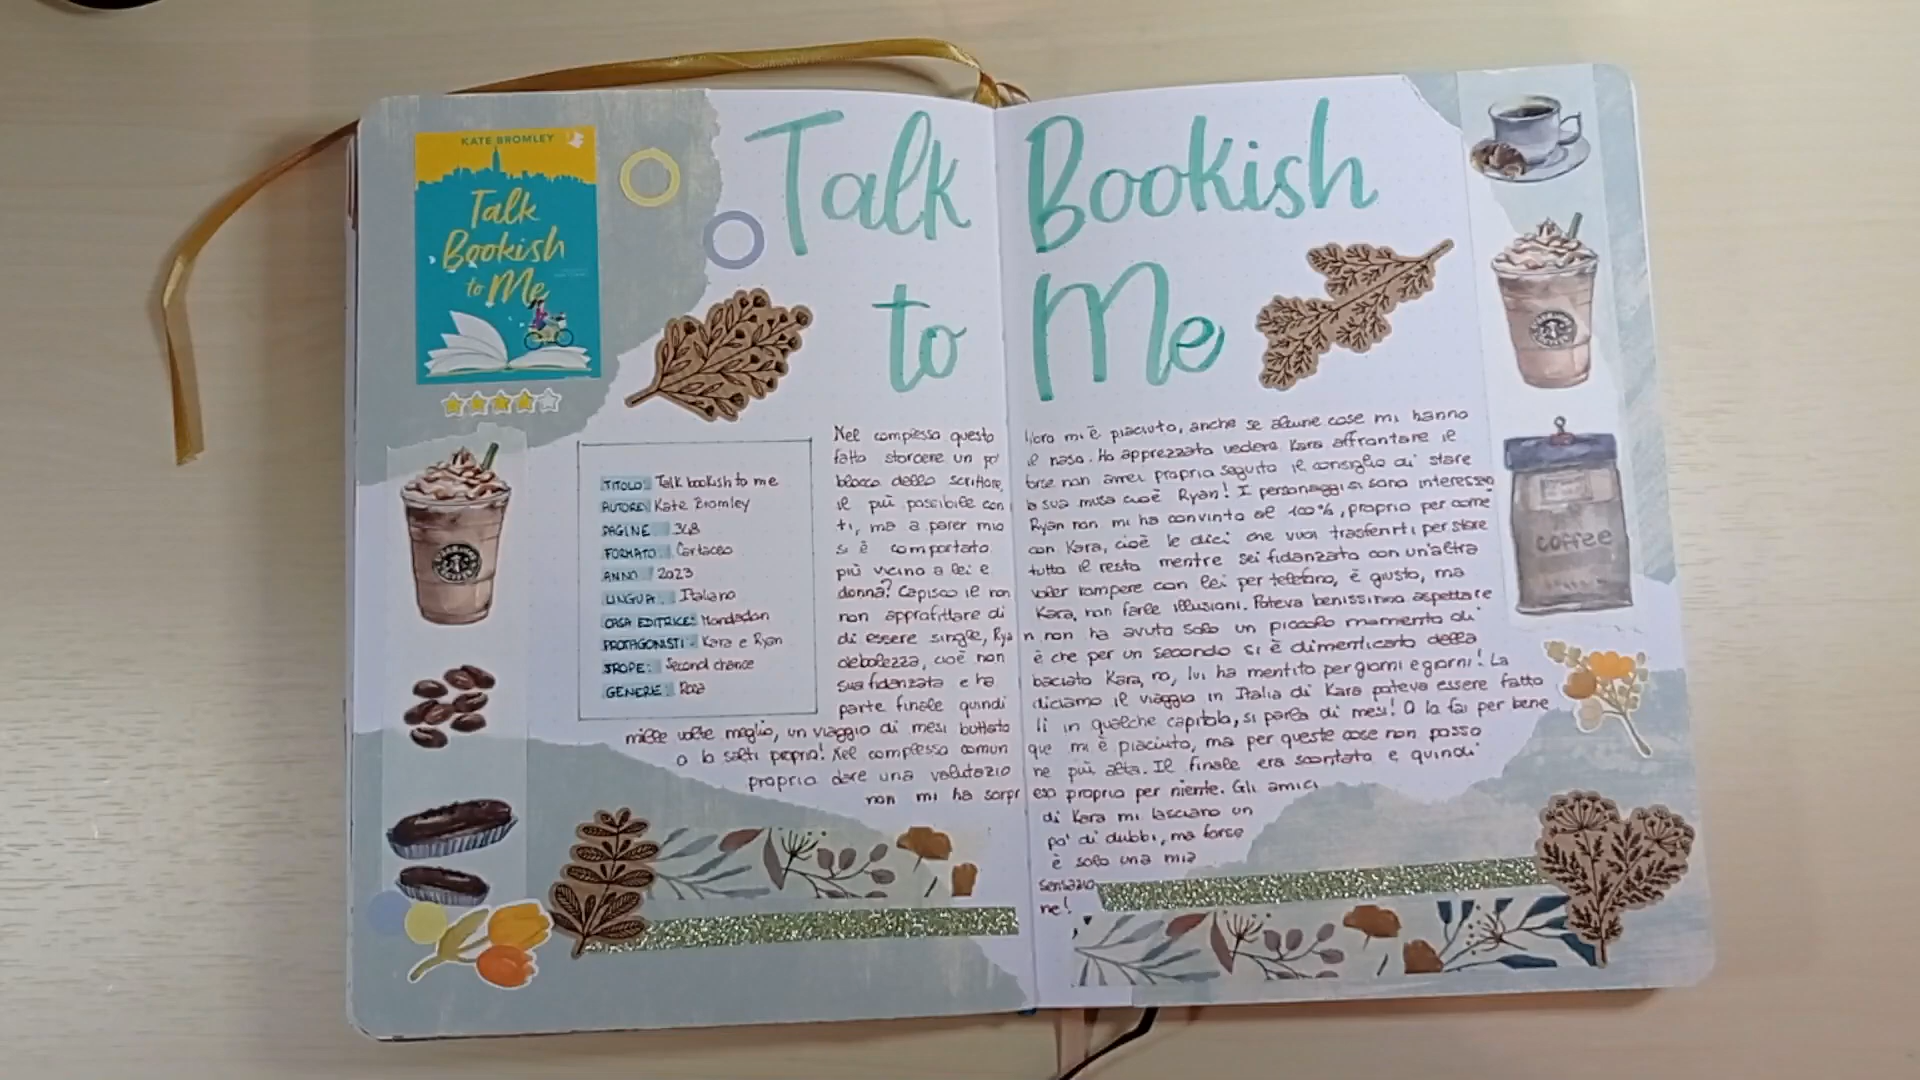 KATE BROMLEY
Talk
Bookish
to Me
Talk Bookish
to Me
TITOLO: Talk bookish to me
AUTORE: Kate Bromley
PAGINE 368
FORMATO: Cartaceo
ANNO 2023
LINGUA: Italiano
CASA EDITRICE: Mondadori
PROTAGONISTI: Kara e Ryan
TROPE: Second chance
GENERE: Rosa
Nel complesso questo libro mi è piaciuto, anche se alcune cose mi hanno
fatto storcere un po' il naso. Ho apprezzato vedere Kara affrontare il
blocco dello scrittore, forse non avrei proprio seguito il consiglio di stare
il più possibile con la sua musa cioè Ryan! I personaggi sono interessan
ti, ma a parer mio Ryan non mi ha convinto al 100%, proprio per come
si è comportato con Kara, cioè le dici che vuoi trasferirti per stare
più vicino a lei e tutto il resto mentre sei fidanzato con un'altra
donna? Capisco il non voler rompere con lei per telefono, è giusto, ma
non approfittare di Kara, non farle illusioni. Poteva benissimo aspettare
di essere single, Ryan non ha avuto solo un piccolo momento di
debolezza, cioè non è che per un secondo si è dimenticato della
sua fidanzata e ha baciato Kara, no, lui ha mentito per giorni e giorni! La
parte finale quindi diciamo il viaggio in Italia di Kara poteva essere fatto
mille volte meglio, un viaggio di mesi buttato lì in qualche capitolo, si parla di mesi! O lo fai per bene
o lo salti proprio! Nel complesso comunque mi è piaciuto, ma per queste cose non posso
proprio dare una valutazione più alta. Il finale era scontato e quindi
non mi ha sorpreso proprio per niente. Gli amici
di Kara mi lasciano un
po' di dubbi, ma forse
è solo una mia
sensazio
ne!
coffee